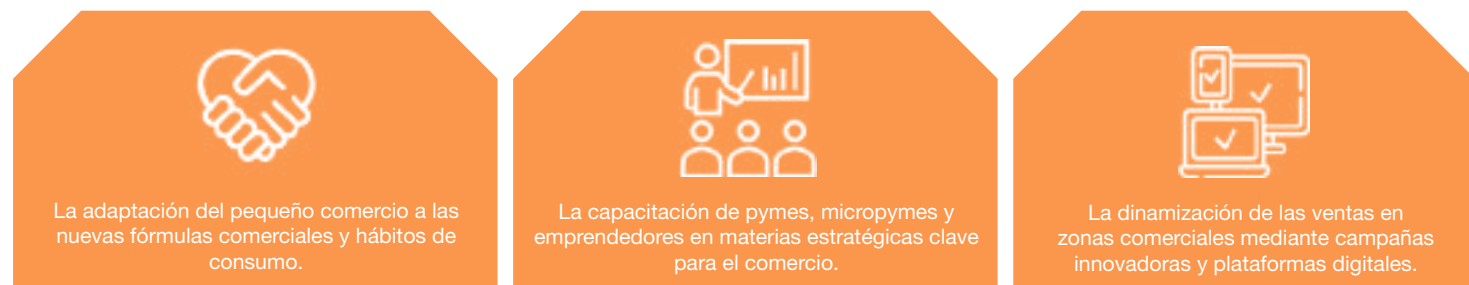 La adaptación del pequeño comercio a las
nuevas fórmulas comerciales y hábitos de
consumo.
La capacitación de pymes, micropymes y
emprendedores en materias estratégicas clave
para el comercio.
La dinamización de las ventas en
zonas comerciales mediante campañas
innovadoras y plataformas digitales.